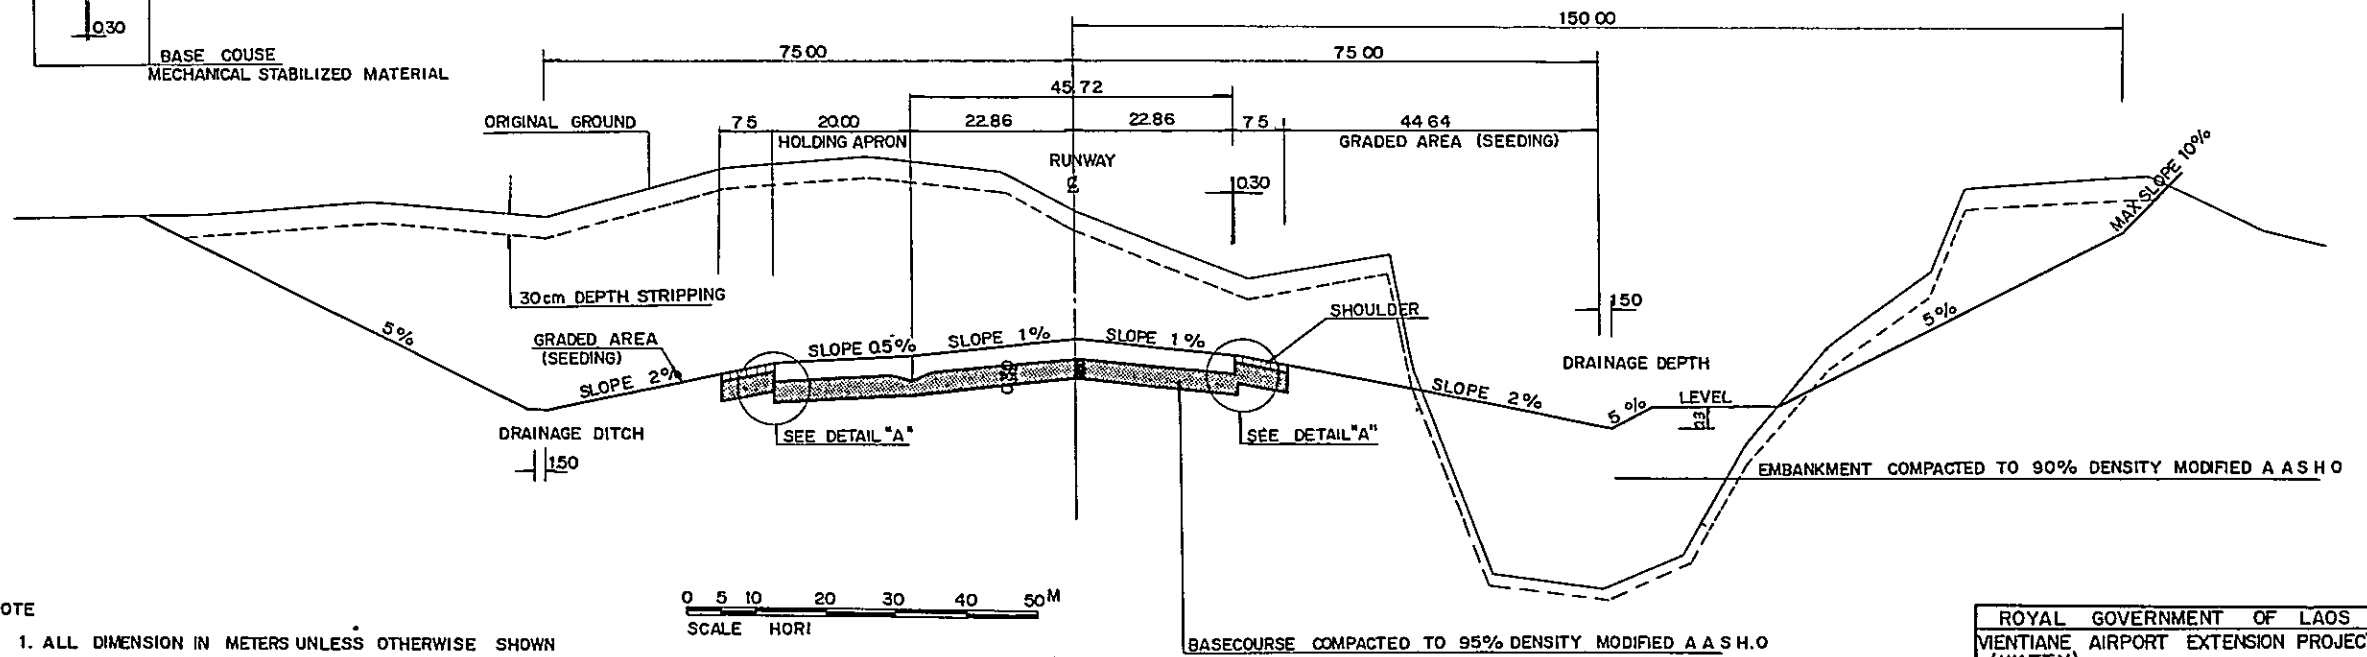 0.30
BASE COUSE
MECHANICAL STABILIZED MATERIAL
150 00
75 00
75 00
45.72
ORIGINAL GROUND
7 5
20.00
22.86
22.86
7 5
44 64
HOLDING APRON
GRADED AREA (SEEDING)
RUNWAY
0.30
MAX SLOPE 10%
30cm DEPTH STRIPPING
1 50
SHOULDER
5%
5%
GRADED AREA
(SEEDING)
SLOPE 0.5%
SLOPE 1%
SLOPE 1%
DRAINAGE DEPTH
SLOPE 2%
SLOPE 2%
5%
LEVEL
DRAINAGE DITCH
SEE DETAIL "A"
SEE DETAIL "A"
1.50
EMBANKMENT COMPACTED TO 90% DENSITY MODIFIED A A S H O
0 5 10 20 30 40 50M
SCALE HORI
OTE
1. ALL DIMENSION IN METERS UNLESS OTHERWISE SHOWN
BASECOURSE COMPACTED TO 95% DENSITY MODIFIED A A S H.O
ROYAL GOVERNMENT OF LAOS
VIENTIANE AIRPORT EXTENSION PROJEC